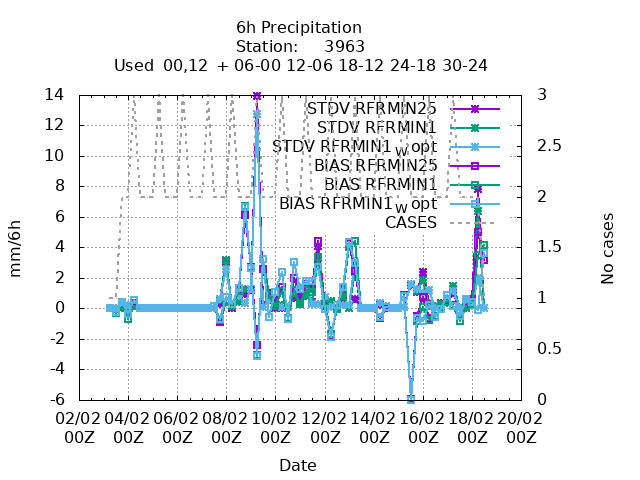 6h Precipitation
Station: 3963
Used 00,12 + 06-00 12-06 18-12 24-18 30-24
STDV RFRMIN25
STDV RFRMIN1
STDV RFRMIN1_w opt
BIAS RFRMIN25
BIAS RFRMIN1
BIAS RFRMIN1_w opt
CASES
mm/6h
14
12
10
8
6
4
2
0
-2
-4
-6
No cases
3
2.5
2
1.5
1
0.5
0
02/02 04/02 06/02 08/02 10/02 12/02 14/02 16/02 18/02 20/02
00Z 00Z 00Z 00Z 00Z 00Z 00Z 00Z 00Z 00Z
Date